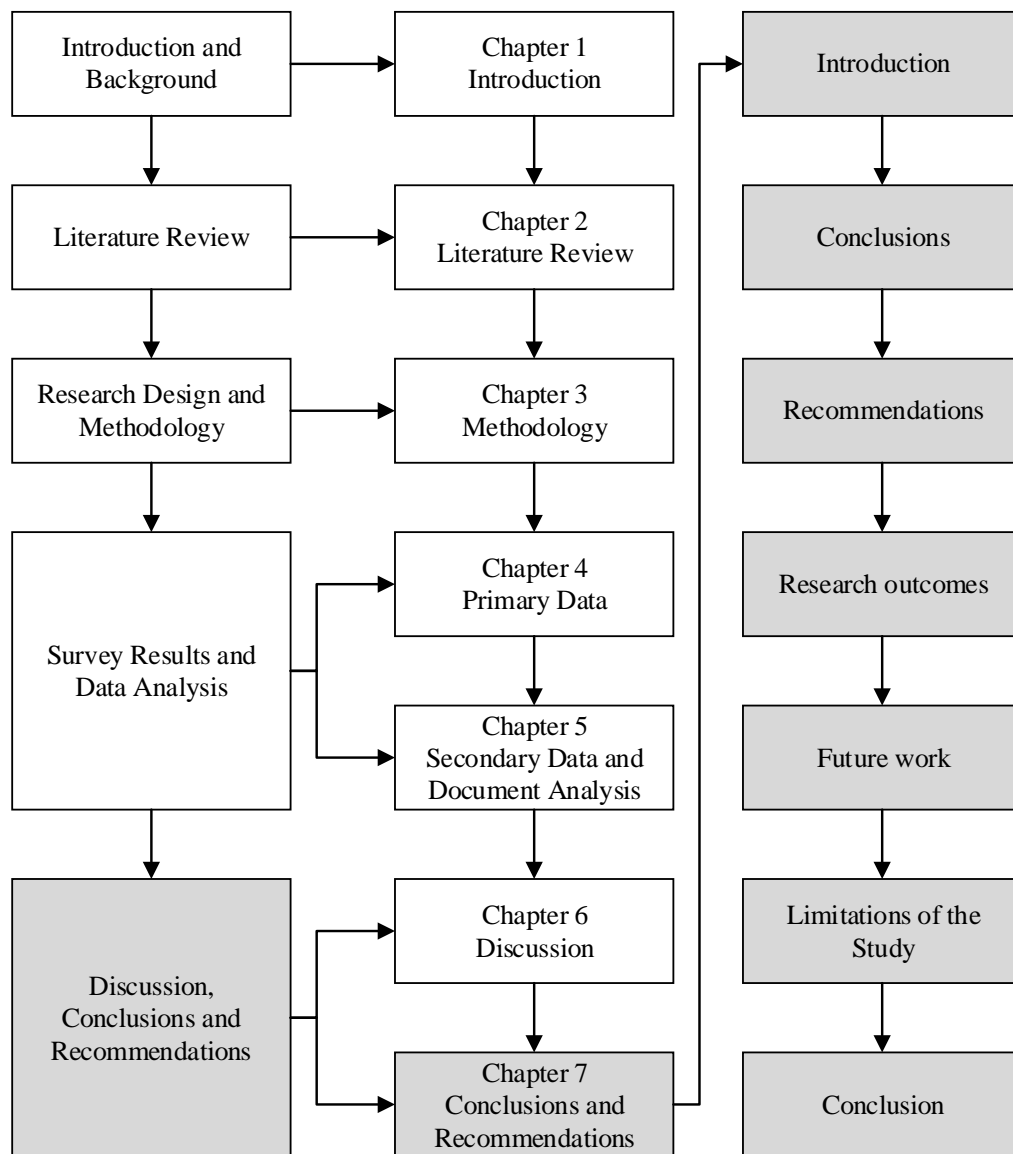 Introduction and
Background
Literature Review
Research Design and
Methodology
Survey Results and
Data Analysis
Discussion,
Conclusions and
Recommendations
Chapter 1
Introduction
Chapter 2
Literature Review
Chapter 3
Methodology
Chapter 4
Primary Data
Chapter 5
Secondary Data and
Document Analysis
Chapter 6
Discussion
Chapter 7
Conclusions and
Recommendations
Introduction
Conclusions
Recommendations
Research outcomes
Future work
Limitations of the
Study
Conclusion